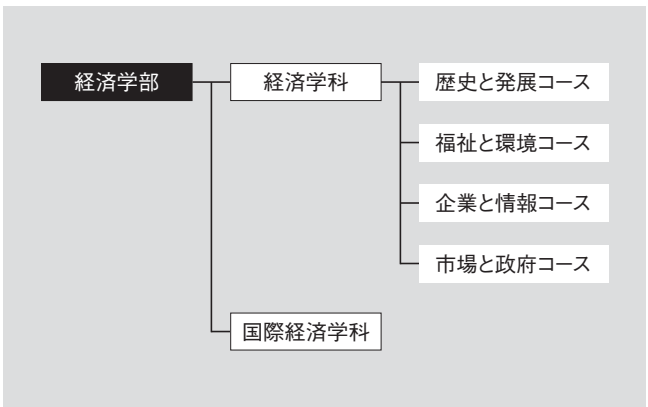 経済学部
経済学科
歴史と発展コース
福祉と環境コース
企業と情報コース
市場と政府コース
国際経済学科